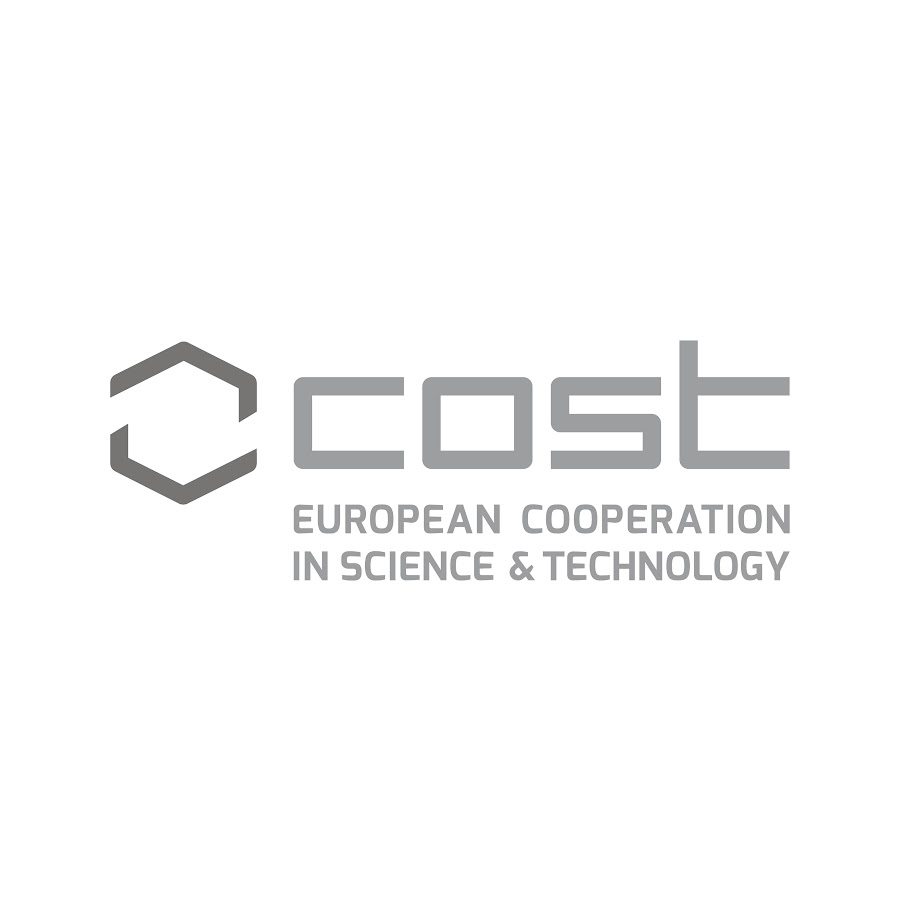 cost
EUROPEAN COOPERATION
IN SCIENCE & TECHNOLOGY